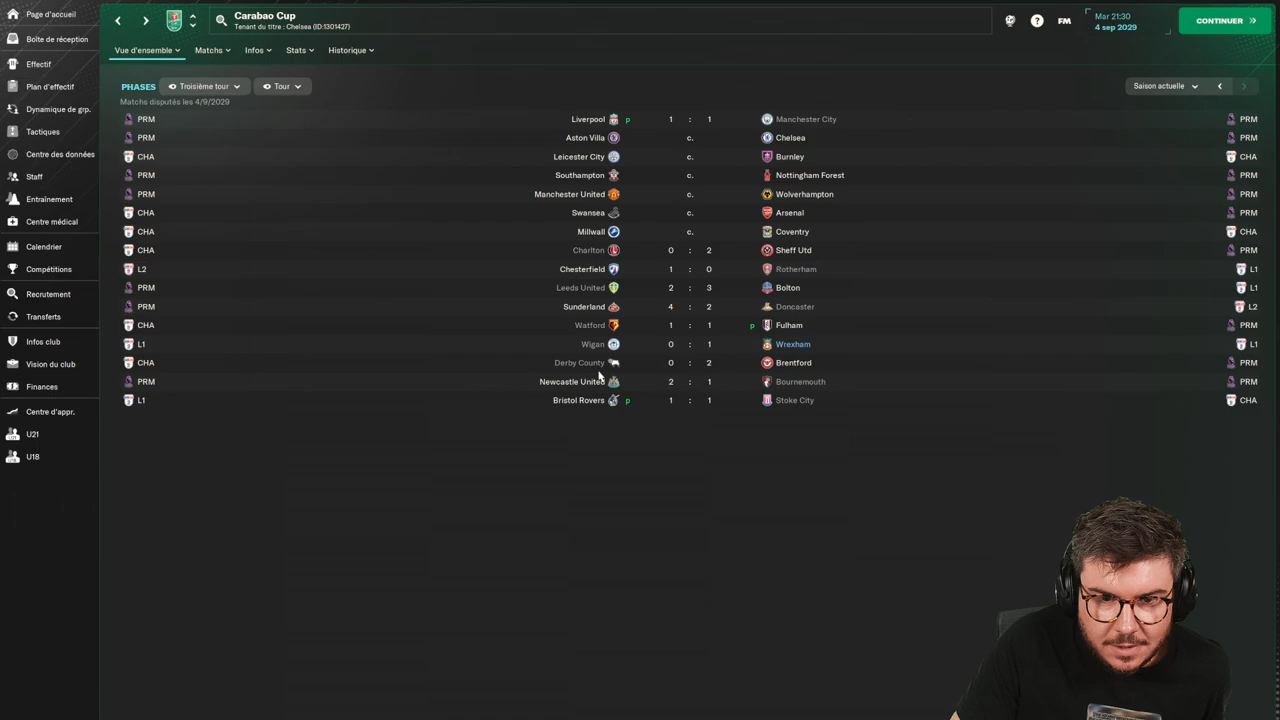 Page d'accueil
Boîte de réception
Effectif
Plan d'effectif
Dynamique de grp.
Tactiques
Centre des données
Staff
Entraînement
Centre médical
Calendrier
Compétitions
Recrutement
Transferts
Infos club
Vision du club
Finances
Centre d'appr.
U21
U18
Carabao Cup
Tenant du titre : Chelsea (ID:1301427)
FM
Mar 21:30
4 sep 2029
CONTINUER
Vue d'ensemble
Matchs
Infos
Stats
Historique
PHASES Troisième tour Tour Saison actuelle
Matchs disputés les 4/9/2029
PRM Liverpool p 1 : 1 Manchester City PRM
PRM Aston Villa c. Chelsea PRM
CHA Leicester City c. Burnley CHA
PRM Southampton c. Nottingham Forest PRM
PRM Manchester United c. Wolverhampton PRM
CHA Swansea c. Arsenal PRM
CHA Millwall c. Coventry CHA
CHA Charlton 0 : 2 Sheff Utd PRM
L2 Chesterfield 1 : 0 Rotherham L1
PRM Leeds United 2 : 3 Bolton L1
PRM Sunderland 4 : 2 Doncaster L2
CHA Watford 1 : 1 p Fulham PRM
L1 Wigan 0 : 1 Wrexham L1
CHA Derby County 0 : 2 Brentford PRM
PRM Newcastle United 2 : 1 Bournemouth PRM
L1 Bristol Rovers p 1 : 1 Stoke City CHA